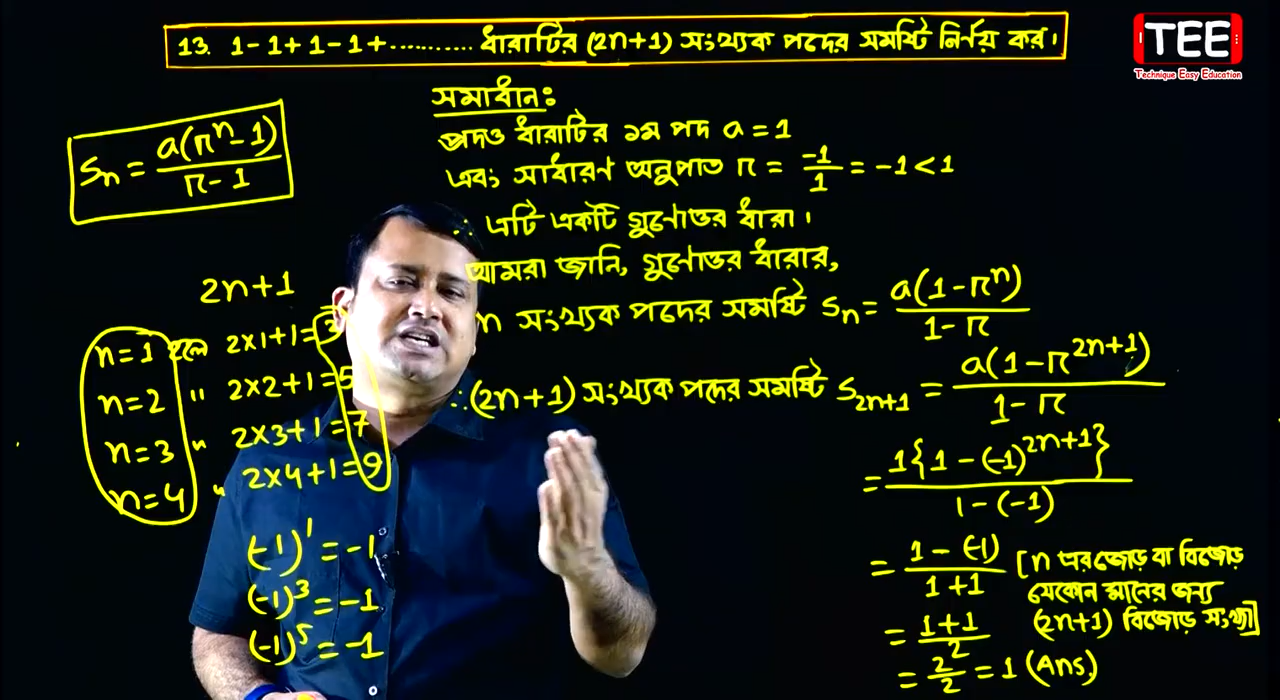 13. 1 - 1 + 1 - 1 + .......... ধারাটির (2n+1) সংখ্যক পদের সমষ্টি নির্ণয় কর।
TEE
Technique Easy Education
Sn = a(r^n - 1) / r - 1
সমাধান:
প্রদত্ত ধারাটির ১ম পদ a = 1
এবং সাধারণ অনুপাত r = -1/1 = -1 < 1
∴ এটি একটি গুণোত্তর ধারা।
আমরা জানি, গুণোত্তর ধারার,
n সংখ্যক পদের সমষ্টি Sn = a(1 - r^n) / 1 - r
∴ (2n+1) সংখ্যক পদের সমষ্টি S2n+1 = a(1 - r^(2n+1)) / 1 - r
= 1{1 - (-1)^(2n+1)} / 1 - (-1)
= 1 - (-1) / 1 + 1 [n এর জোড় বা বিজোড়
যেকোন মানের জন্য
(2n+1) বিজোড় সংখ্যা]
= 1 + 1 / 2
= 2/2 = 1 (Ans.)
2n+1
n = 1 হলে 2×1+1 = 3
n = 2 " 2×2+1 = 5
n = 3 " 2×3+1 = 7
n = 4 " 2×4+1 = 9
(-1)^1 = -1
(-1)^3 = -1
(-1)^5 = -1